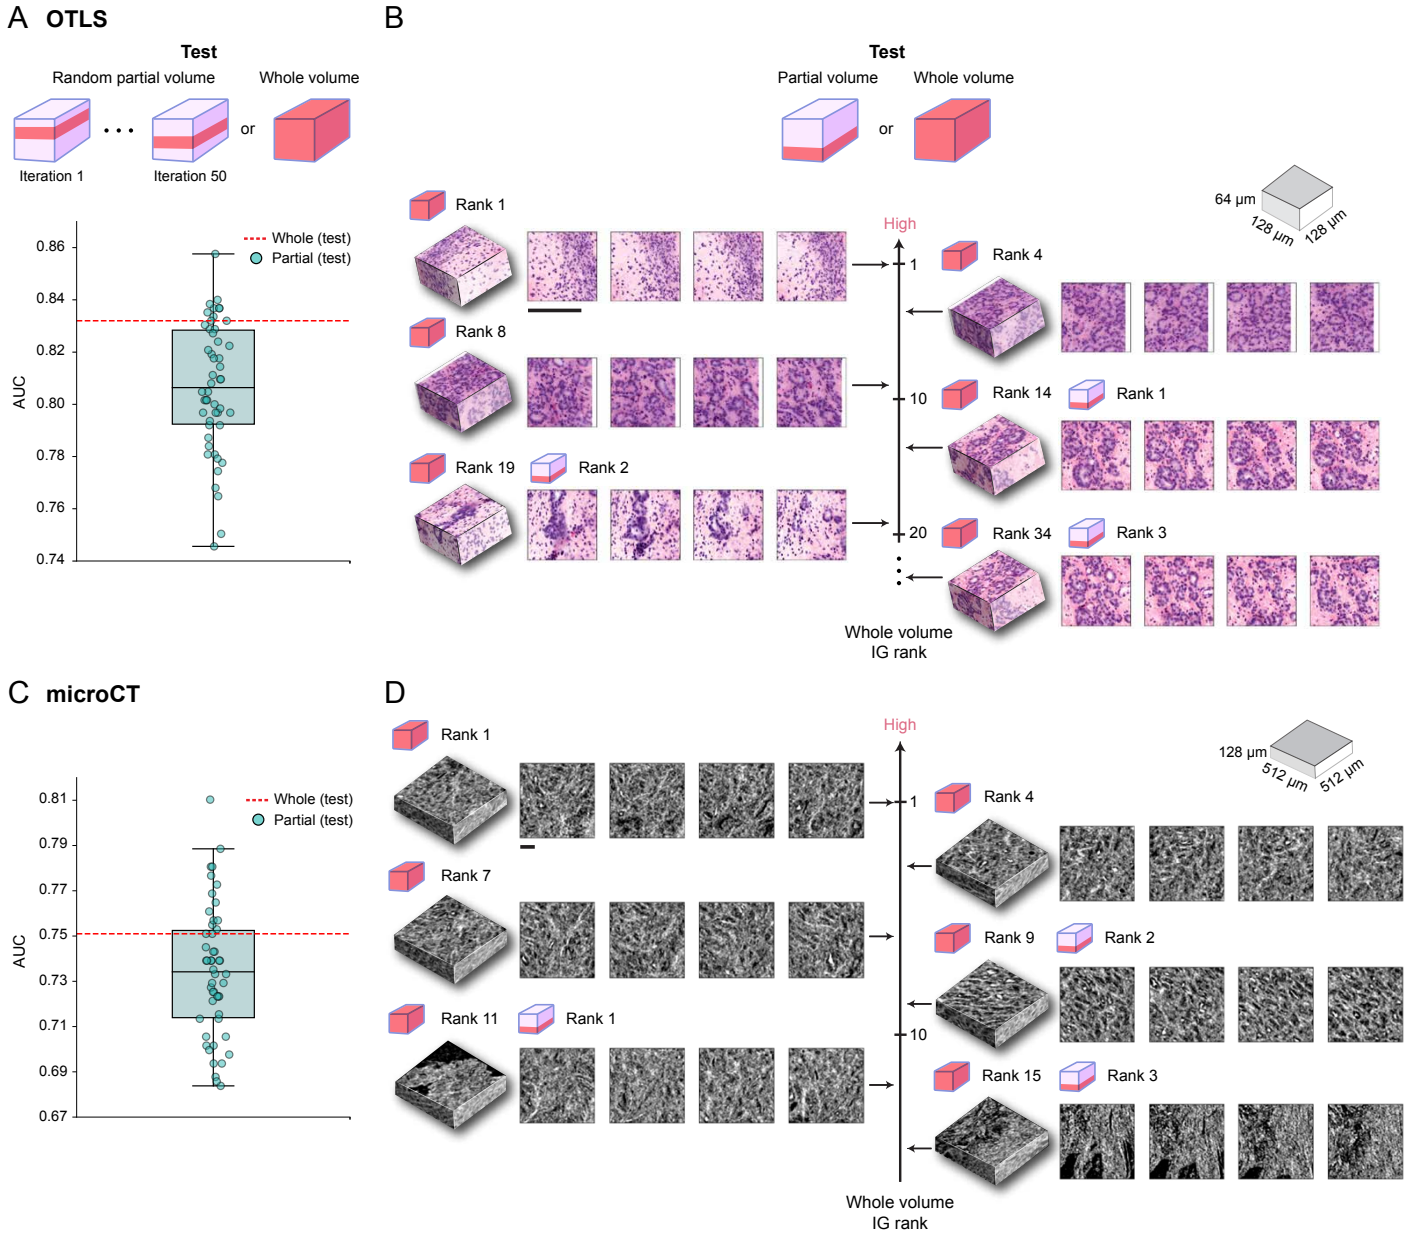 A OTLS
Test
Random partial volume
Whole volume
or
Iteration 1
Iteration 50
0.86
0.84
0.82
0.80
0.78
0.76
0.74
AUC
Whole (test)
Partial (test)
B
Test
Partial volume
Whole volume
or
64 µm
128 µm
128 µm
High
1
10
20
Whole volume
IG rank
Rank 1
Rank 4
Rank 8
Rank 14
Rank 1
Rank 19
Rank 2
Rank 34
Rank 3
C microCT
0.81
0.79
0.77
0.75
0.73
0.71
0.69
0.67
AUC
Whole (test)
Partial (test)
D
128 µm
512 µm
512 µm
High
1
10
Whole volume
IG rank
Rank 1
Rank 4
Rank 7
Rank 9
Rank 2
Rank 11
Rank 1
Rank 15
Rank 3